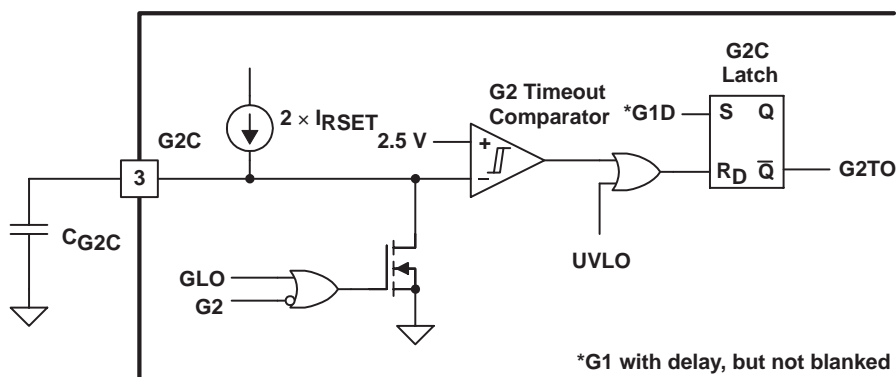 G2C
Latch
G2 Timeout
Comparator
*G1D
S Q
2 × IRSET
G2C
2.5 V
+
−
3
RD Q̅
G2TO
CG2C
UVLO
GLO
G2
*G1 with delay, but not blanked